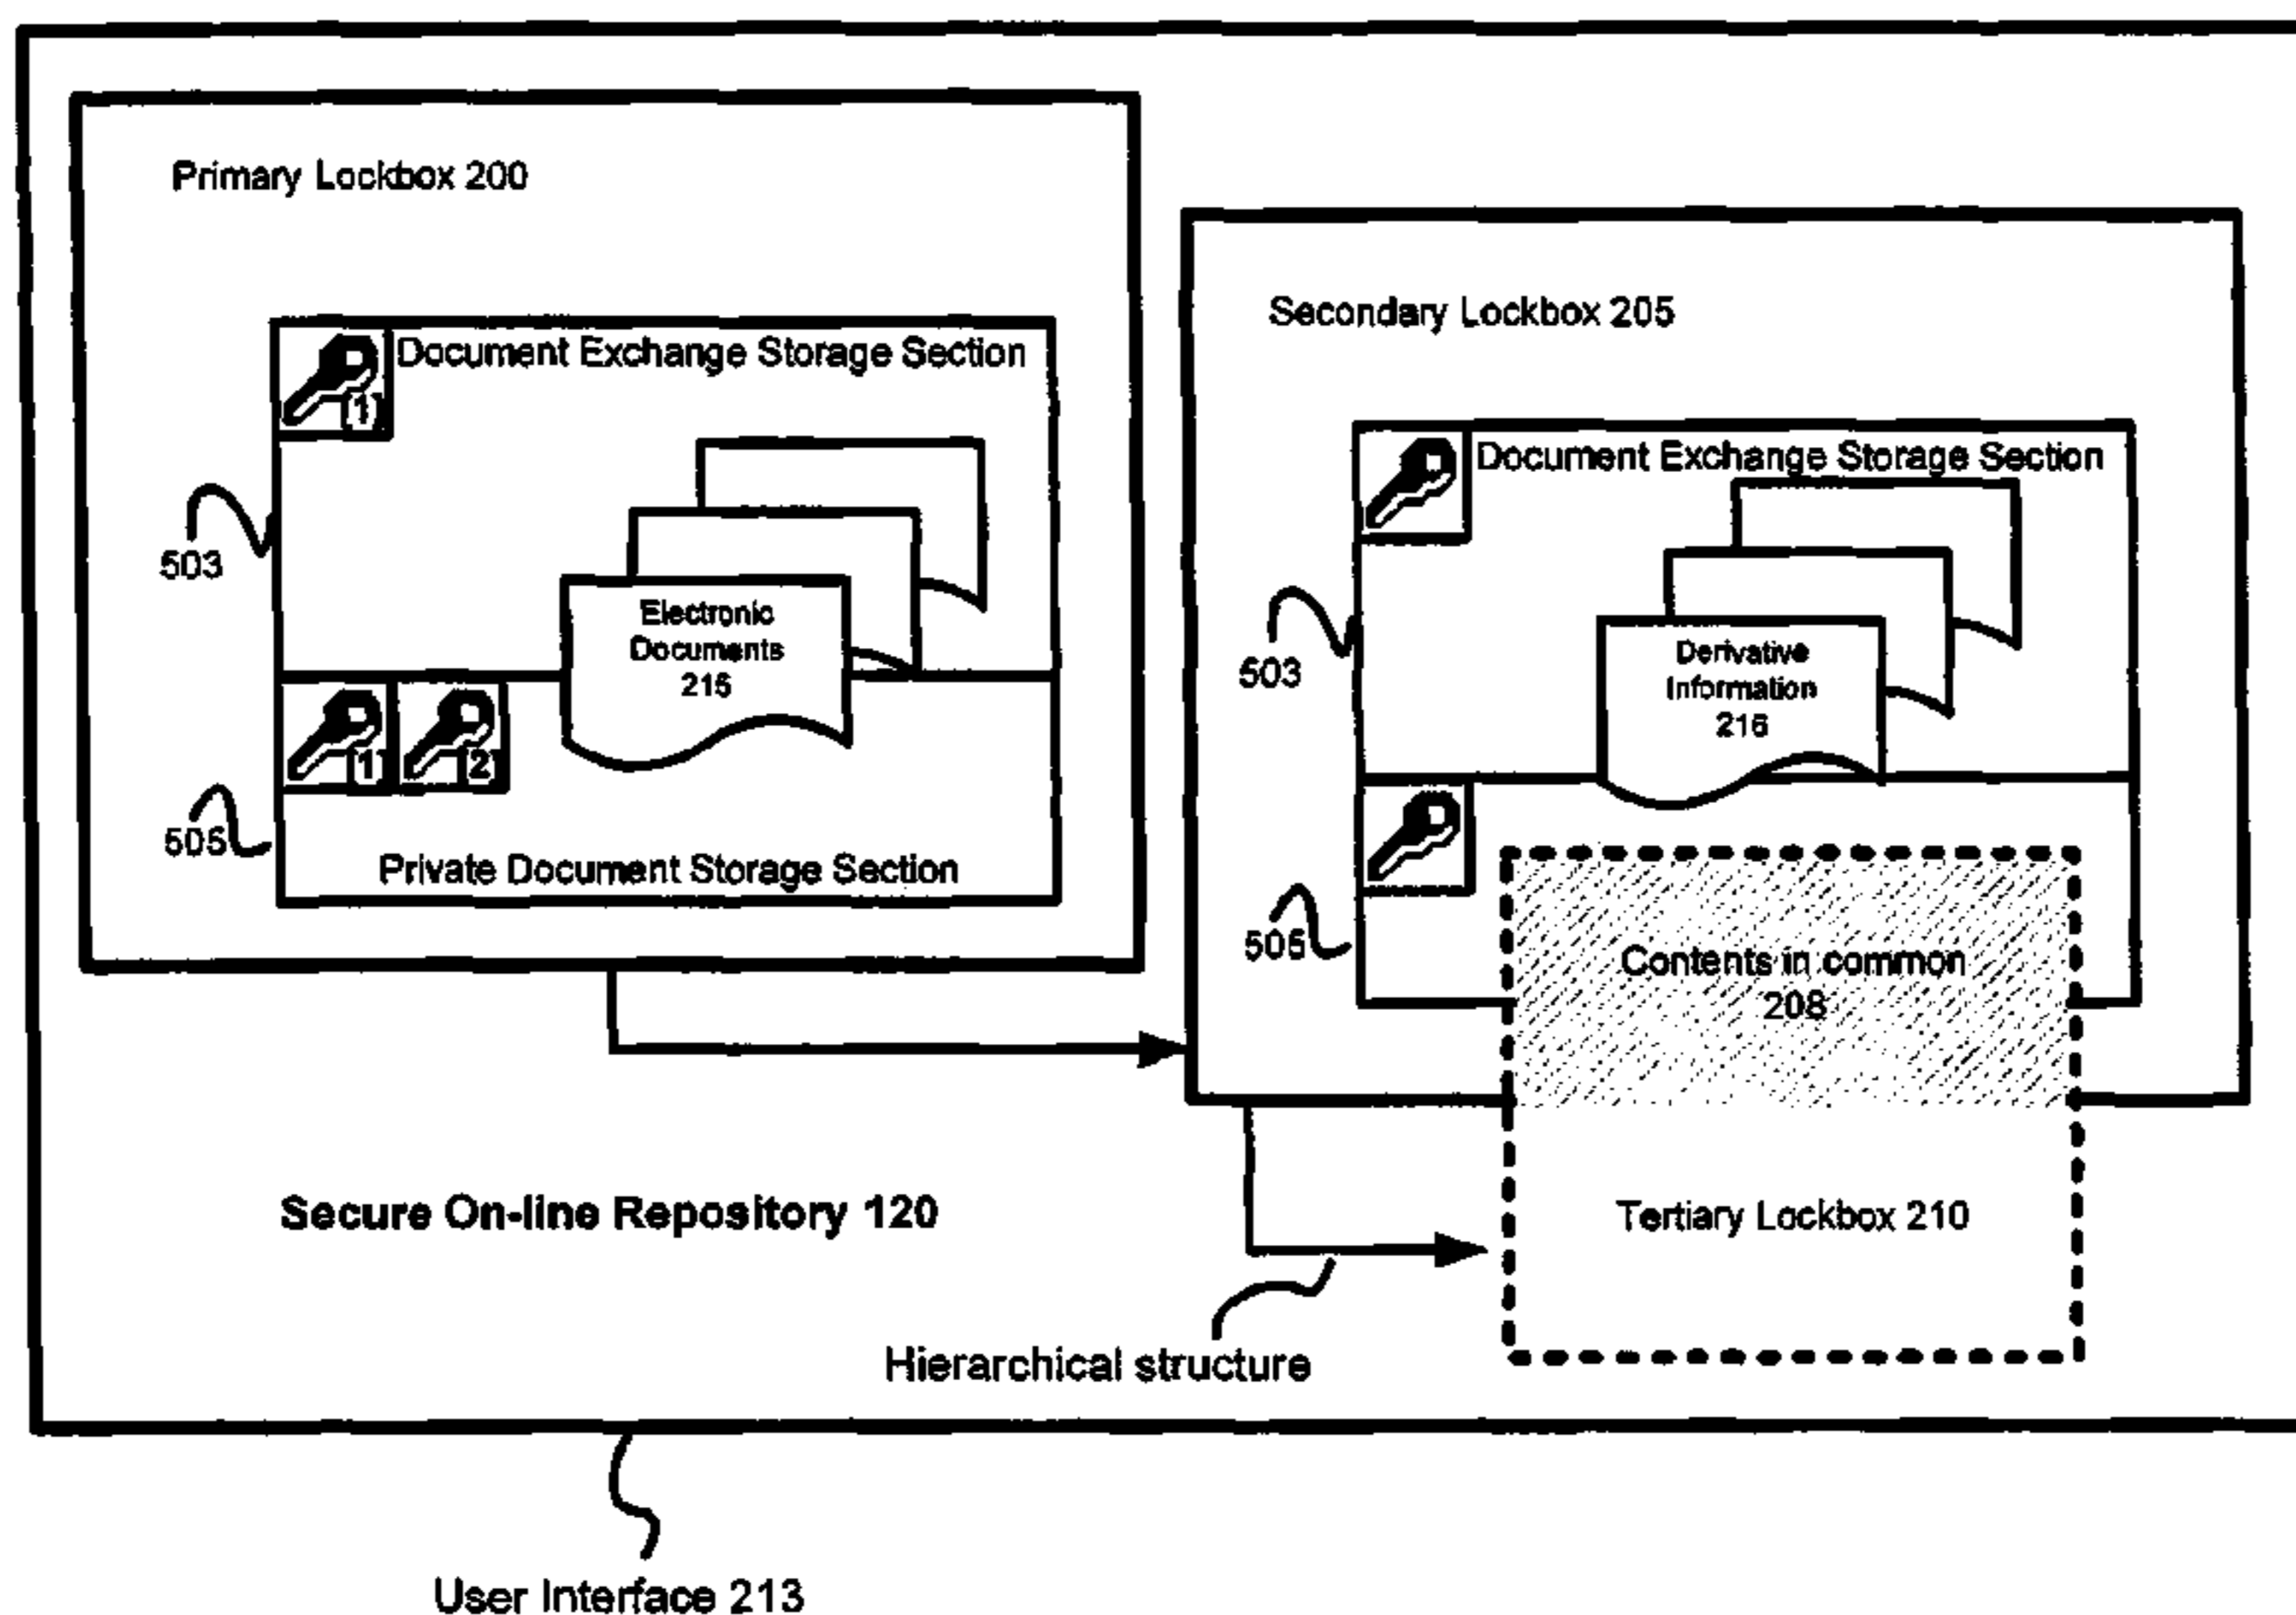 Primary Lockbox 200
Document Exchange Storage Section
[1]
503
Electronic
Documents
215
[1]
[2]
505
Private Document Storage Section
Secondary Lockbox 205
Document Exchange Storage Section
503
Derivative
Information
216
505
Contents in common
208
Secure On-line Repository 120
Tertiary Lockbox 210
Hierarchical structure
User Interface 213